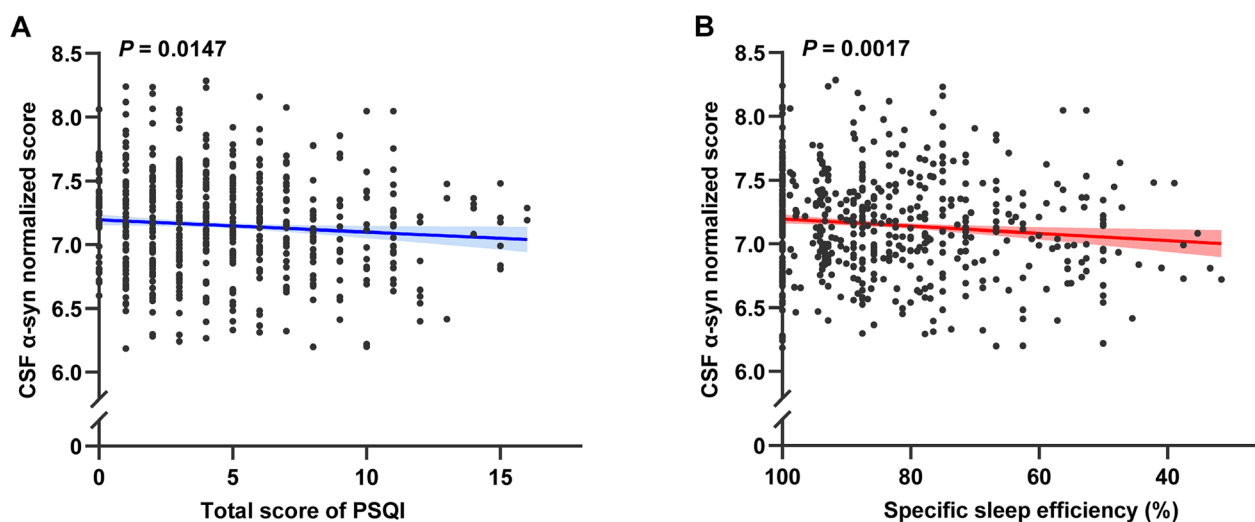 A
P = 0.0147
8.5
8.0
7.5
7.0
6.5
6.0
0
CSF α-syn normalized score
0
5
10
15
Total score of PSQI
B
P = 0.0017
8.5
8.0
7.5
7.0
6.5
6.0
0
CSF α-syn normalized score
100
80
60
40
Specific sleep efficiency (%)